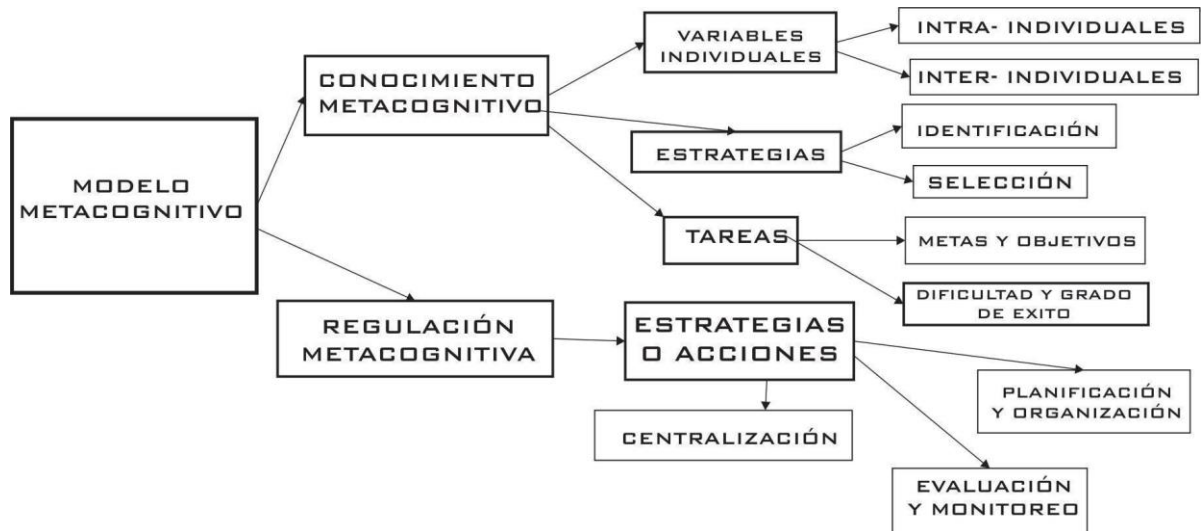 MODELO
METACOGNITIVO
CONOCIMIENTO
METACOGNITIVO
VARIABLES
INDIVIDUALES
INTRA- INDIVIDUALES
INTER- INDIVIDUALES
ESTRATEGIAS
IDENTIFICACIÓN
SELECCIÓN
TAREAS
METAS Y OBJETIVOS
DIFICULTAD Y GRADO
DE EXITO
REGULACIÓN
METACOGNITIVA
ESTRATEGIAS
O ACCIONES
PLANIFICACIÓN
Y ORGANIZACIÓN
CENTRALIZACIÓN
EVALUACIÓN
Y MONITOREO